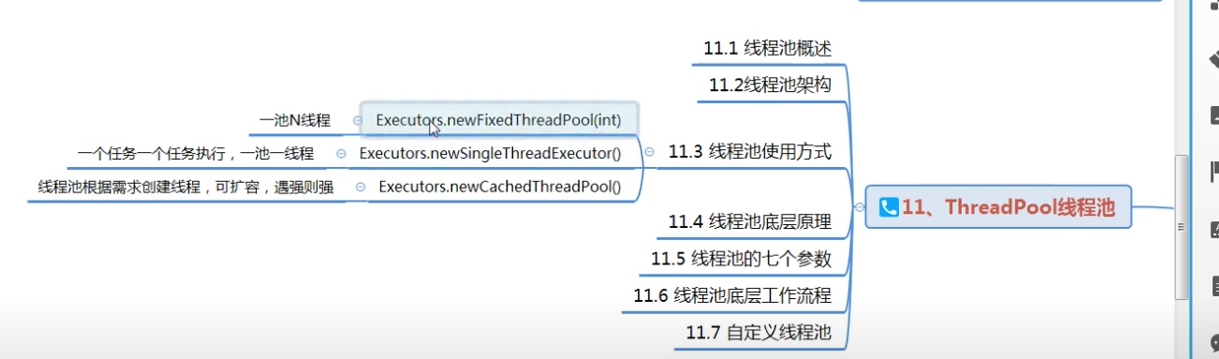 11、ThreadPool线程池
11.1 线程池概述
11.2线程池架构
11.3 线程池使用方式
Executors.newFixedThreadPool(int)
一池N线程
Executors.newSingleThreadExecutor()
一个任务一个任务执行，一池一线程
Executors.newCachedThreadPool()
线程池根据需求创建线程，可扩容，遇强则强
11.4 线程池底层原理
11.5 线程池的七个参数
11.6 线程池底层工作流程
11.7 自定义线程池